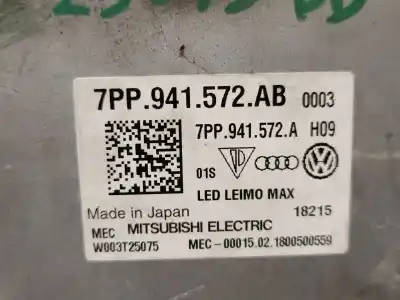 7PP.941.572.AB 0003
7PP.941.572.A H09
01S
LED LEIMO MAX
Made in Japan 18215
MEC MITSUBISHI ELECTRIC
W003T25075 MEC-00015.02.1800500559